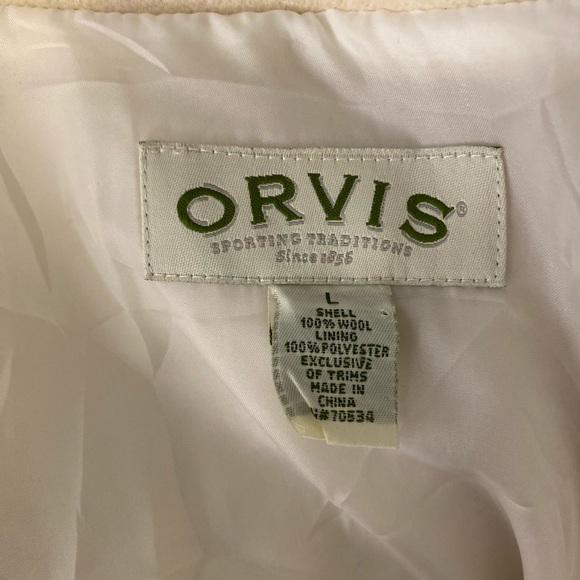 ORVIS®
SPORTING TRADITIONS
Since 1856
L
SHELL
100% WOOL
LINING
100% POLYESTER
EXCLUSIVE
OF TRIMS
MADE IN
CHINA
#70534